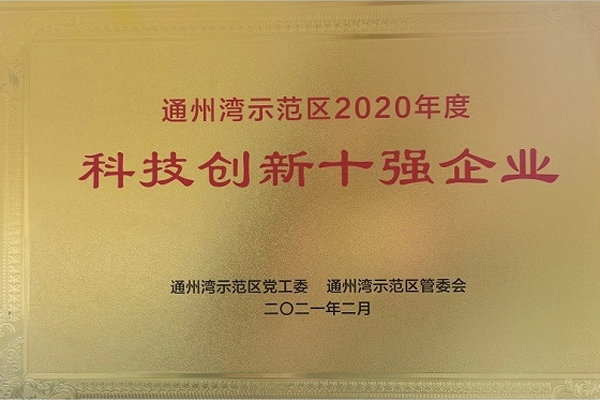 通州湾示范区2020年度
科技创新十强企业
通州湾示范区党工委 通州湾示范区管委会
二〇二一年二月